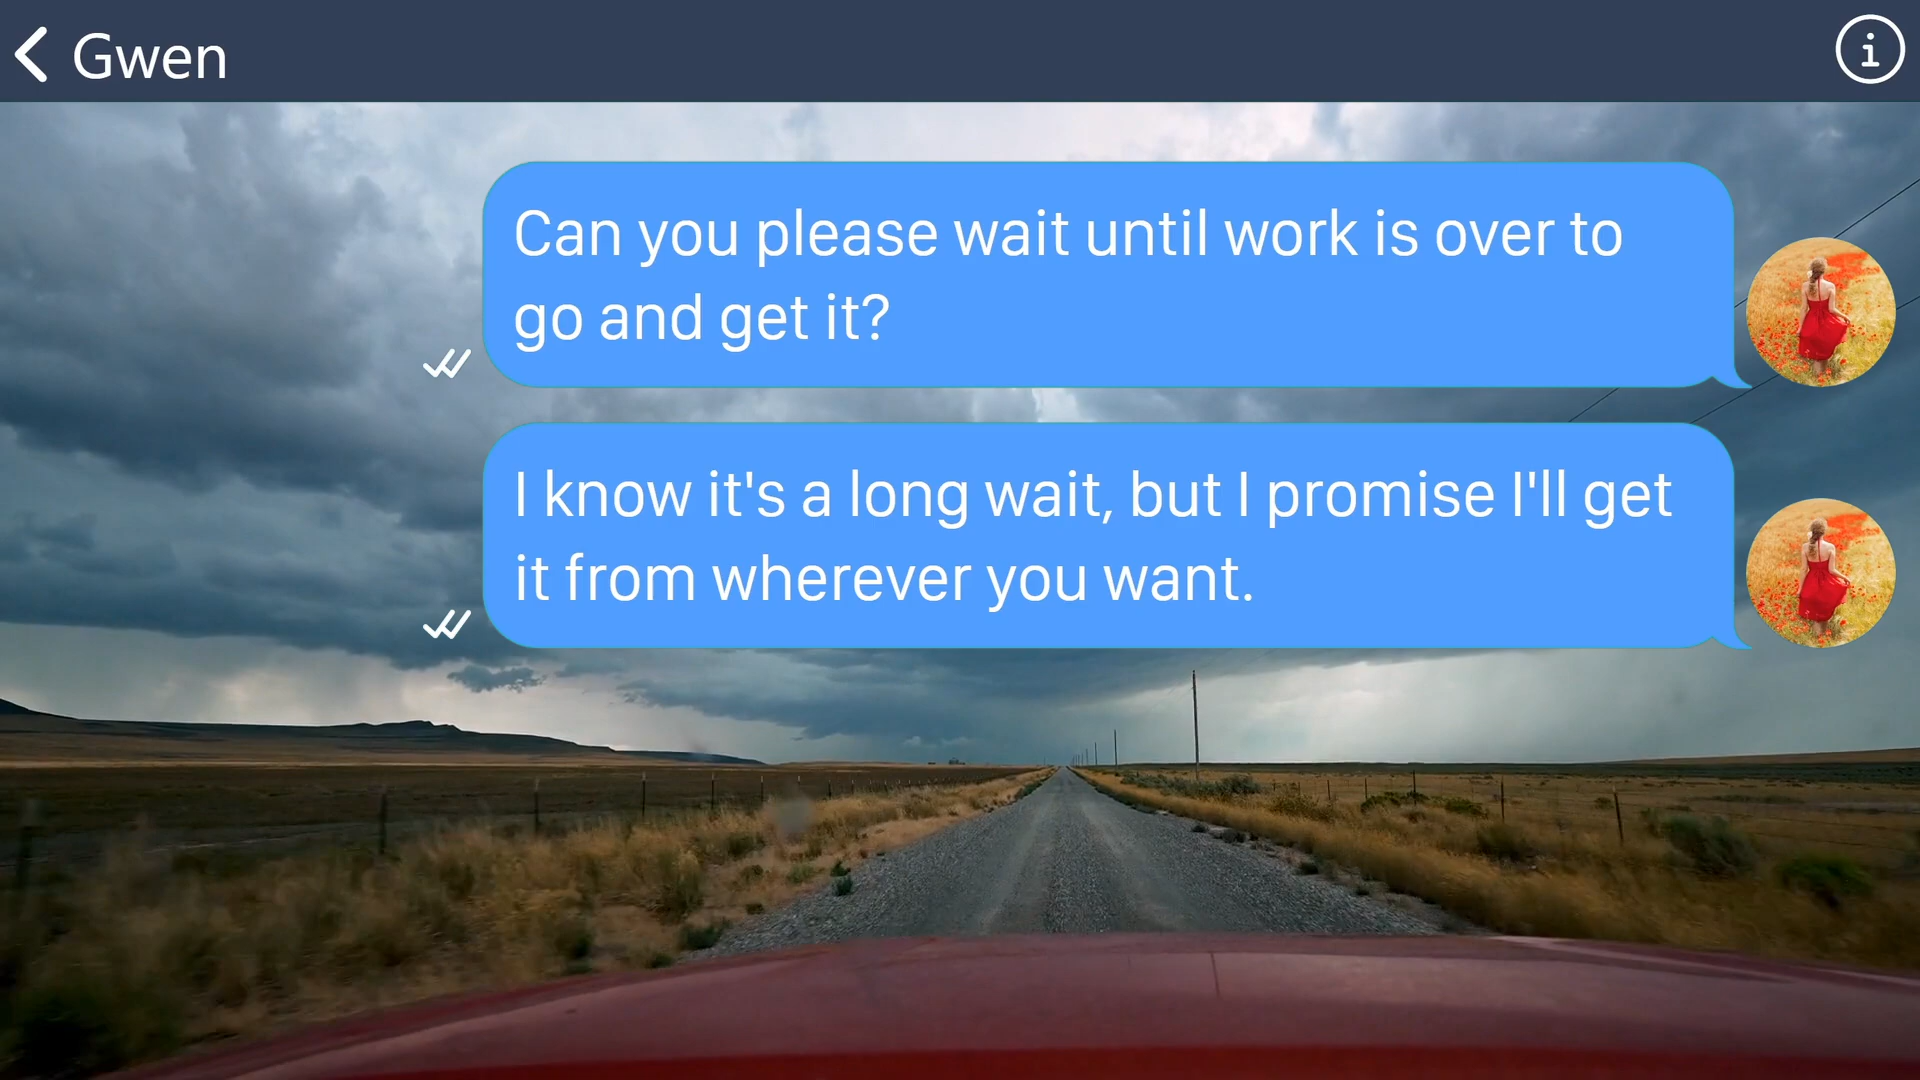 Gwen
Can you please wait until work is over to
go and get it?
I know it's a long wait, but I promise I'll get
it from wherever you want.